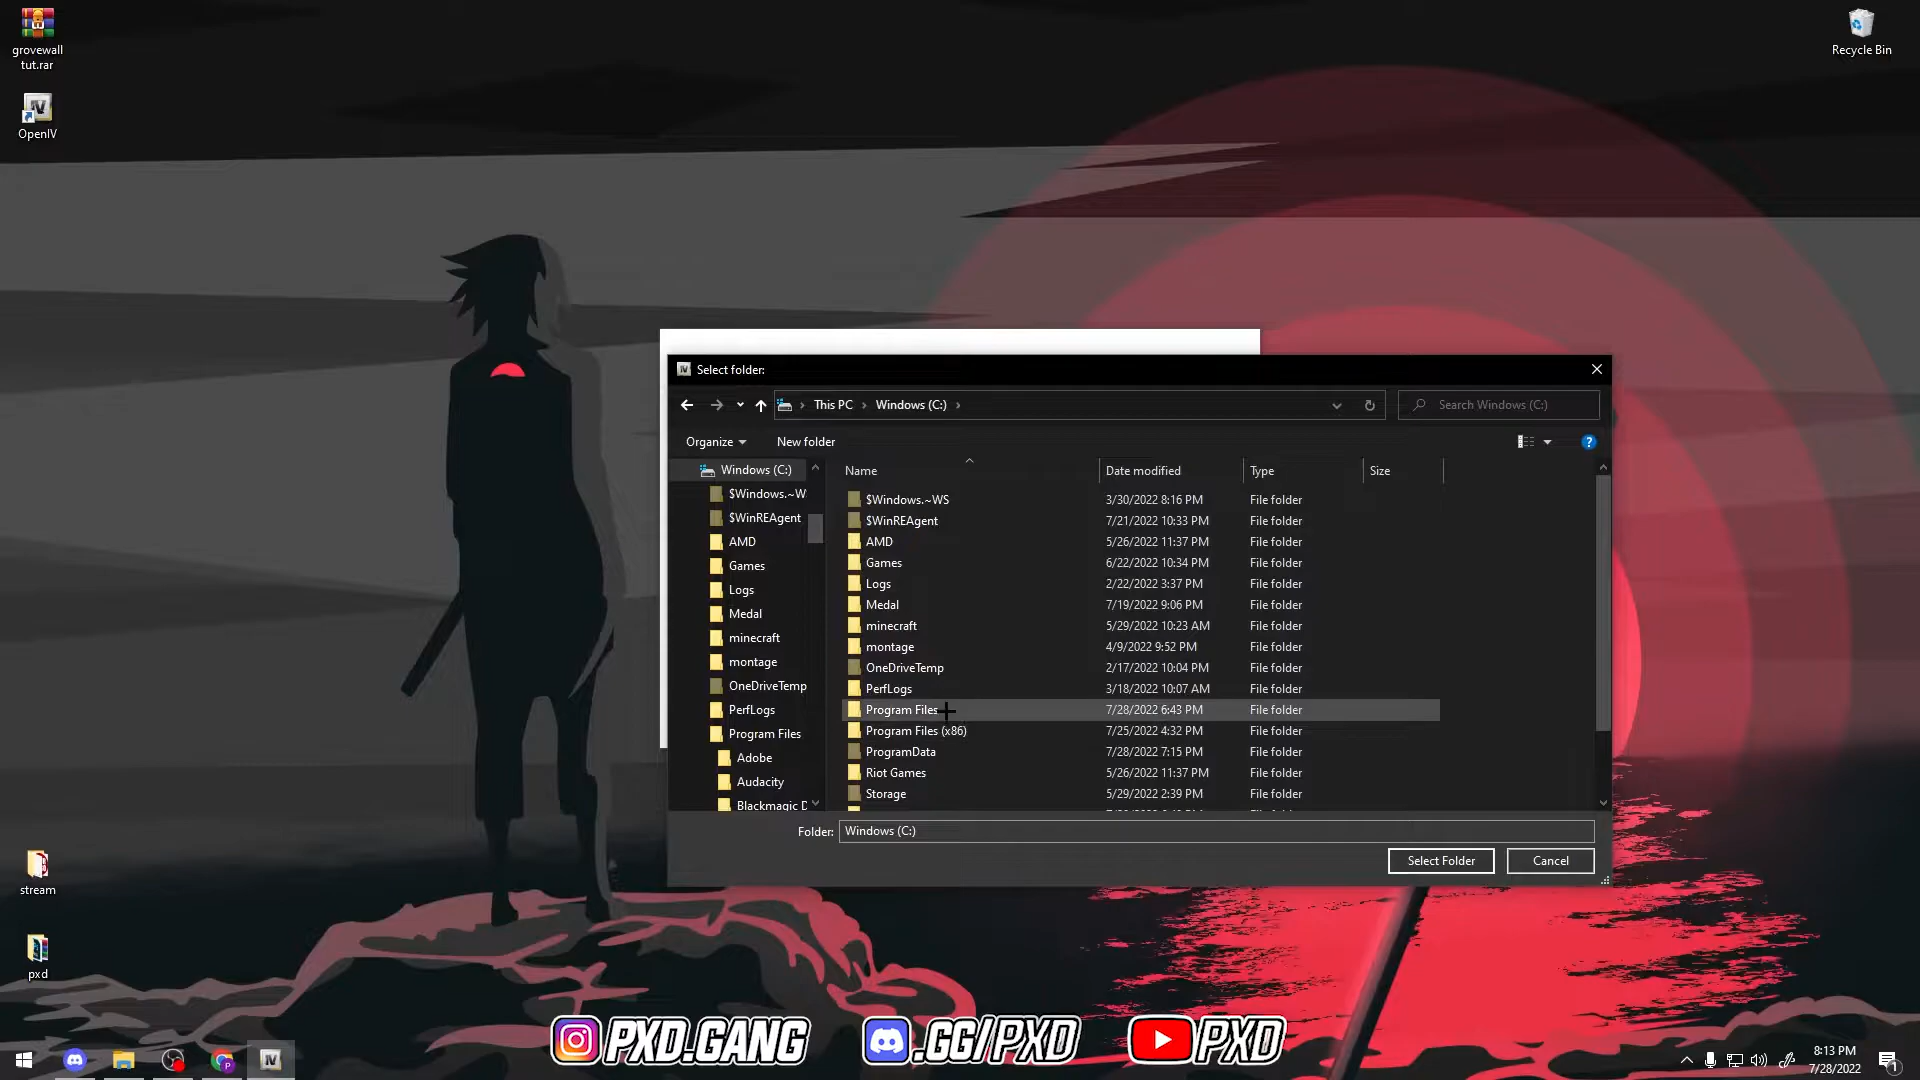 grovewall
tut.rar
OpenIV
Recycle Bin
Select folder:
This PC
Windows (C:)
Search Windows (C:)
Organize
New folder
Windows (C:)
$Windows.~W
$WinREAgent
AMD
Games
Logs
Medal
minecraft
montage
OneDriveTemp
PerfLogs
Program Files
Adobe
Audacity
Blackmagic D
Name Date modified Type Size
$Windows.~WS 3/30/2022 8:16 PM File folder
$WinREAgent 7/21/2022 10:33 PM File folder
AMD 5/26/2022 11:37 PM File folder
Games 6/22/2022 10:34 PM File folder
Logs 2/22/2022 3:37 PM File folder
Medal 7/19/2022 9:06 PM File folder
minecraft 5/29/2022 10:23 AM File folder
montage 4/9/2022 9:52 PM File folder
OneDriveTemp 2/17/2022 10:04 PM File folder
PerfLogs 3/18/2022 10:07 AM File folder
Program Files 7/28/2022 6:43 PM File folder
Program Files (x86) 7/25/2022 4:32 PM File folder
ProgramData 7/28/2022 7:15 PM File folder
Riot Games 5/26/2022 11:37 PM File folder
Storage 5/29/2022 2:39 PM File folder
Folder: Windows (C:)
Select Folder
Cancel
stream
pxd
PXD.GANG
.GG/PXD
PXD
8:13 PM
7/28/2022
1